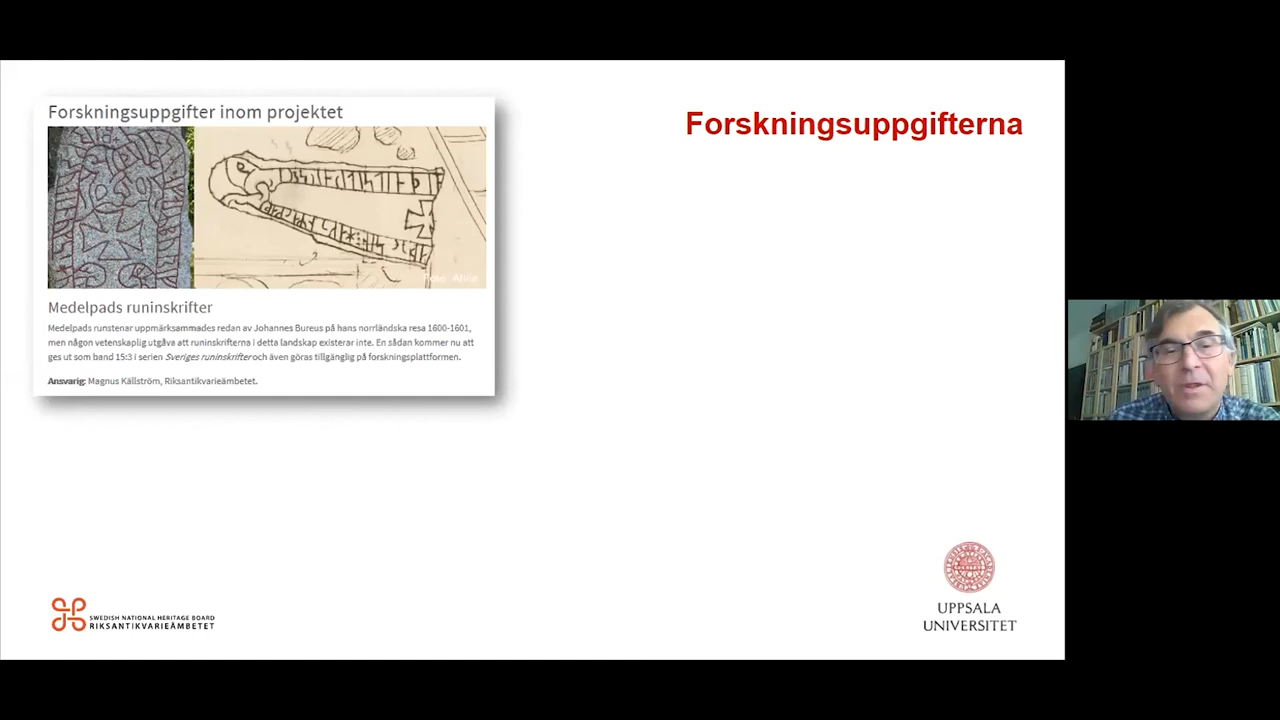 Forskningsuppgifter inom projektet
Forskningsuppgifterna
Foto Alvin
Medelpads runinskrifter
Medelpads runstenar uppmärksammades redan av Johannes Bureus på hans norrländska resa 1600-1601,
men någon vetenskaplig utgåva att runinskrifterna i detta landskap existerar inte. En sådan kommer nu att
ges ut som band 15:3 i serien Sveriges runinskrifter och även göras tillgänglig på forskningsplattformen.
Ansvarig: Magnus Källström, Riksantikvarieämbetet.
SWEDISH NATIONAL HERITAGE BOARD
RIKSANTIKVARIEÄMBETET
UPPSALA
UNIVERSITET